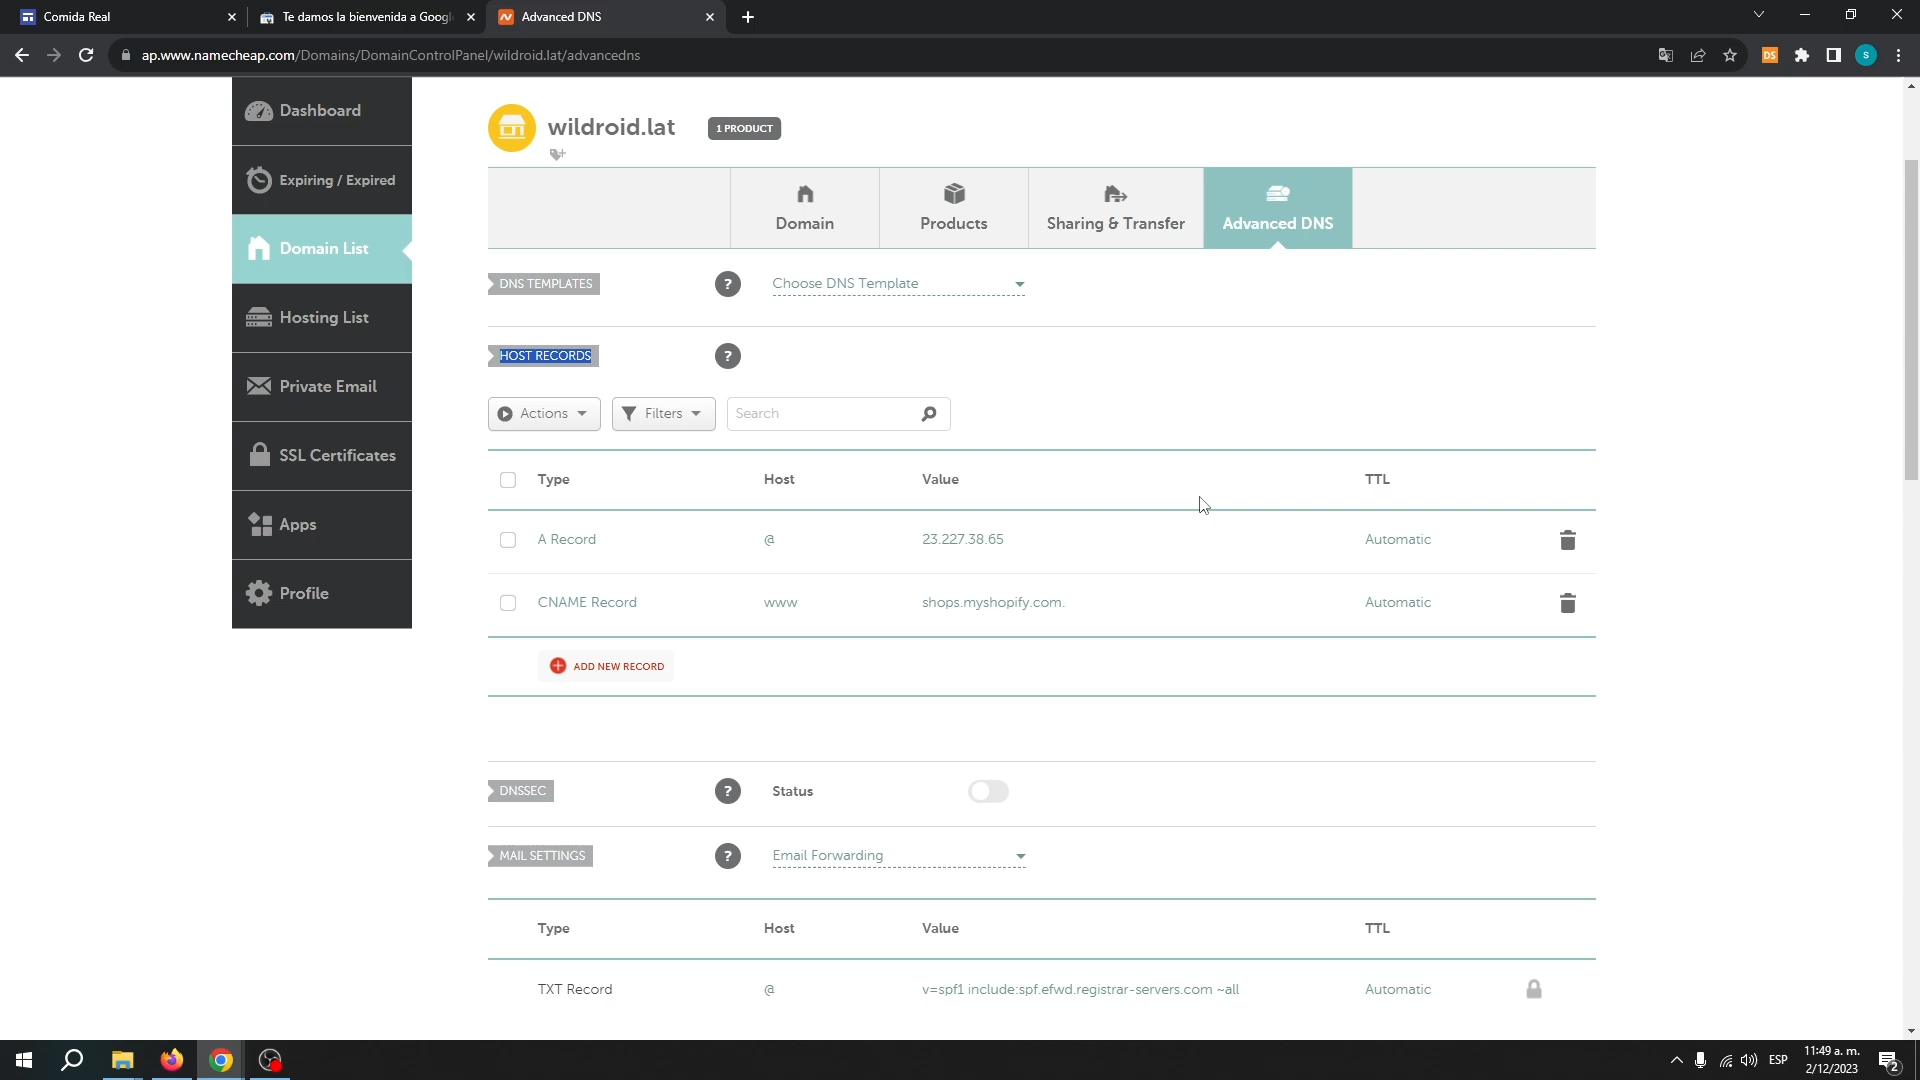 Comida Real
Te damos la bienvenida a Googl
Advanced DNS
ap.www.namecheap.com/Domains/DomainControlPanel/wildroid.lat/advancedns
DS
S
Dashboard
Expiring / Expired
Domain List
Hosting List
Private Email
SSL Certificates
Apps
Profile
wildroid.lat
1 PRODUCT
Domain
Products
Sharing & Transfer
Advanced DNS
DNS TEMPLATES
?
Choose DNS Template
HOST RECORDS
?
Actions
Filters
Search
Type Host Value TTL
A Record @ 23.227.38.65 Automatic
CNAME Record www shops.myshopify.com. Automatic
ADD NEW RECORD
DNSSEC
?
Status
MAIL SETTINGS
?
Email Forwarding
Type Host Value TTL
TXT Record @ v=spf1 include:spf.efwd.registrar-servers.com ~all Automatic
ESP
11:49 a. m.
2/12/2023
2